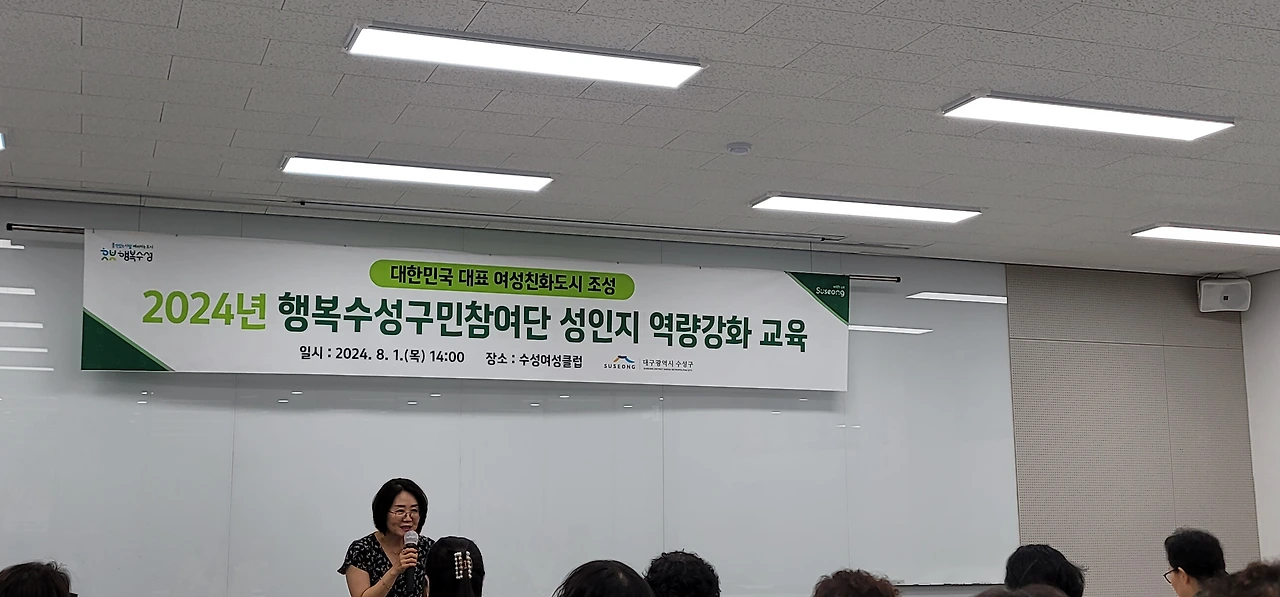 행복수성
대한민국 대표 여성친화도시 조성
with us
Suseong
2024년 행복수성구민참여단 성인지 역량강화 교육
일시 : 2024. 8. 1.(목) 14:00 장소 : 수성여성클럽
SUSEONG 대구광역시 수성구